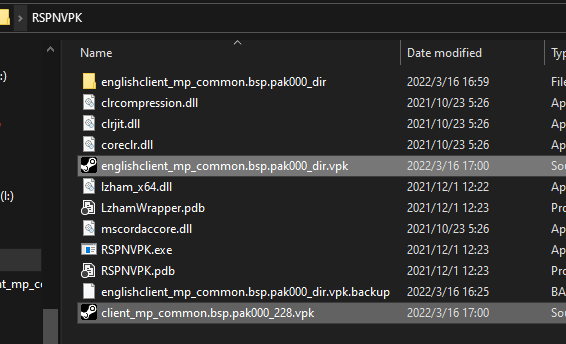 RSPNVPK
Name Date modified Ty
:)
englishclient_mp_common.bsp.pak000_dir 2022/3/16 16:59 File
clrcompression.dll 2021/10/23 5:26 Ap
clrjit.dll 2021/10/23 5:26 Ap
coreclr.dll 2021/10/23 5:26 Ap
englishclient_mp_common.bsp.pak000_dir.vpk 2022/3/16 17:00 Sou
(I:) lzham_x64.dll 2021/12/1 12:22 Ap
LzhamWrapper.pdb 2021/12/1 12:23 Pro
mscordaccore.dll 2021/10/23 5:26 Ap
RSPNVPK.exe 2021/12/1 12:23 Ap
RSPNVPK.pdb 2021/12/1 12:23 Pro
nt_mp_cc englishclient_mp_common.bsp.pak000_dir.vpk.backup 2022/3/16 16:25 BA
client_mp_common.bsp.pak000_228.vpk 2022/3/16 17:00 Sou